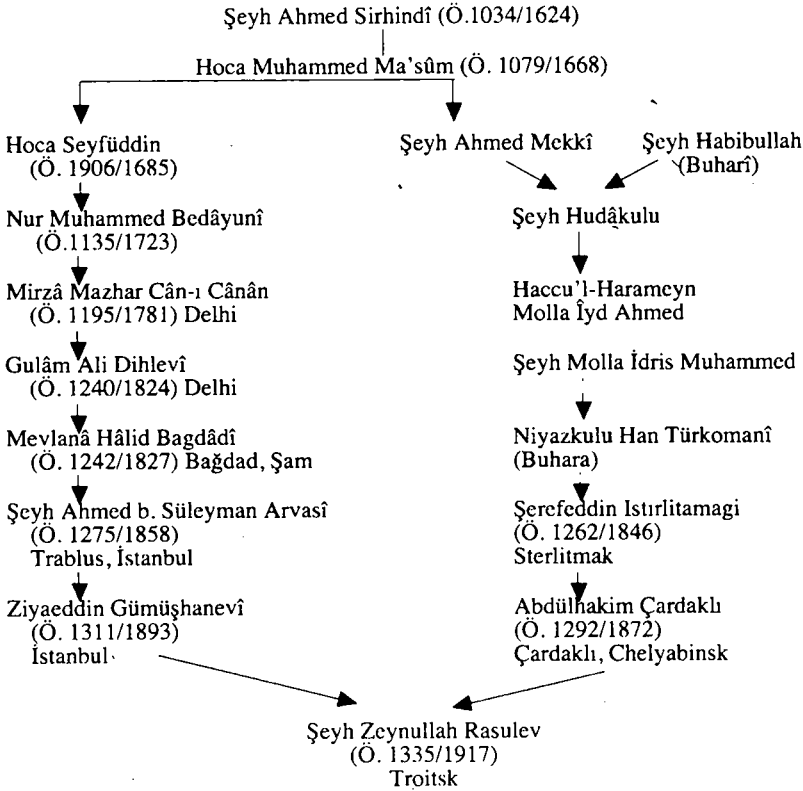 Şeyh Ahmed Sirhindî (Ö.1034/1624)
Hoca Muhammed Ma'sûm (Ö. 1079/1668)
Hoca Seyfüddin
(Ö. 1906/1685)
Nur Muhammed Bedâyunî
(Ö.1135/1723)
Mirzâ Mazhar Cân-ı Cânân
(Ö. 1195/1781) Delhi
Gulâm Ali Dihlevî
(Ö. 1240/1824) Delhi
Mevlanâ Hâlid Bagdâdî
(Ö. 1242/1827) Bağdad, Şam
Şeyh Ahmed b. Süleyman Arvasî
(Ö. 1275/1858)
Trablus, İstanbul
Ziyaeddin Gümüşhanevî
(Ö. 1311/1893)
İstanbul
Şeyh Ahmed Mekkî
Şeyh Habibullah
(Buharî)
Şeyh Hudâkulu
Haccu'l-Harameyn
Molla Îyd Ahmed
Şeyh Molla İdris Muhammed
Niyazkulu Han Türkomanî
(Buhara)
Şerefeddin Istırlitamagi
(Ö. 1262/1846)
Sterlitmak
Abdülhakim Çardaklı
(Ö. 1292/1872)
Çardaklı, Chelyabinsk
Şeyh Zeynullah Rasulev
(Ö. 1335/1917)
Troitsk